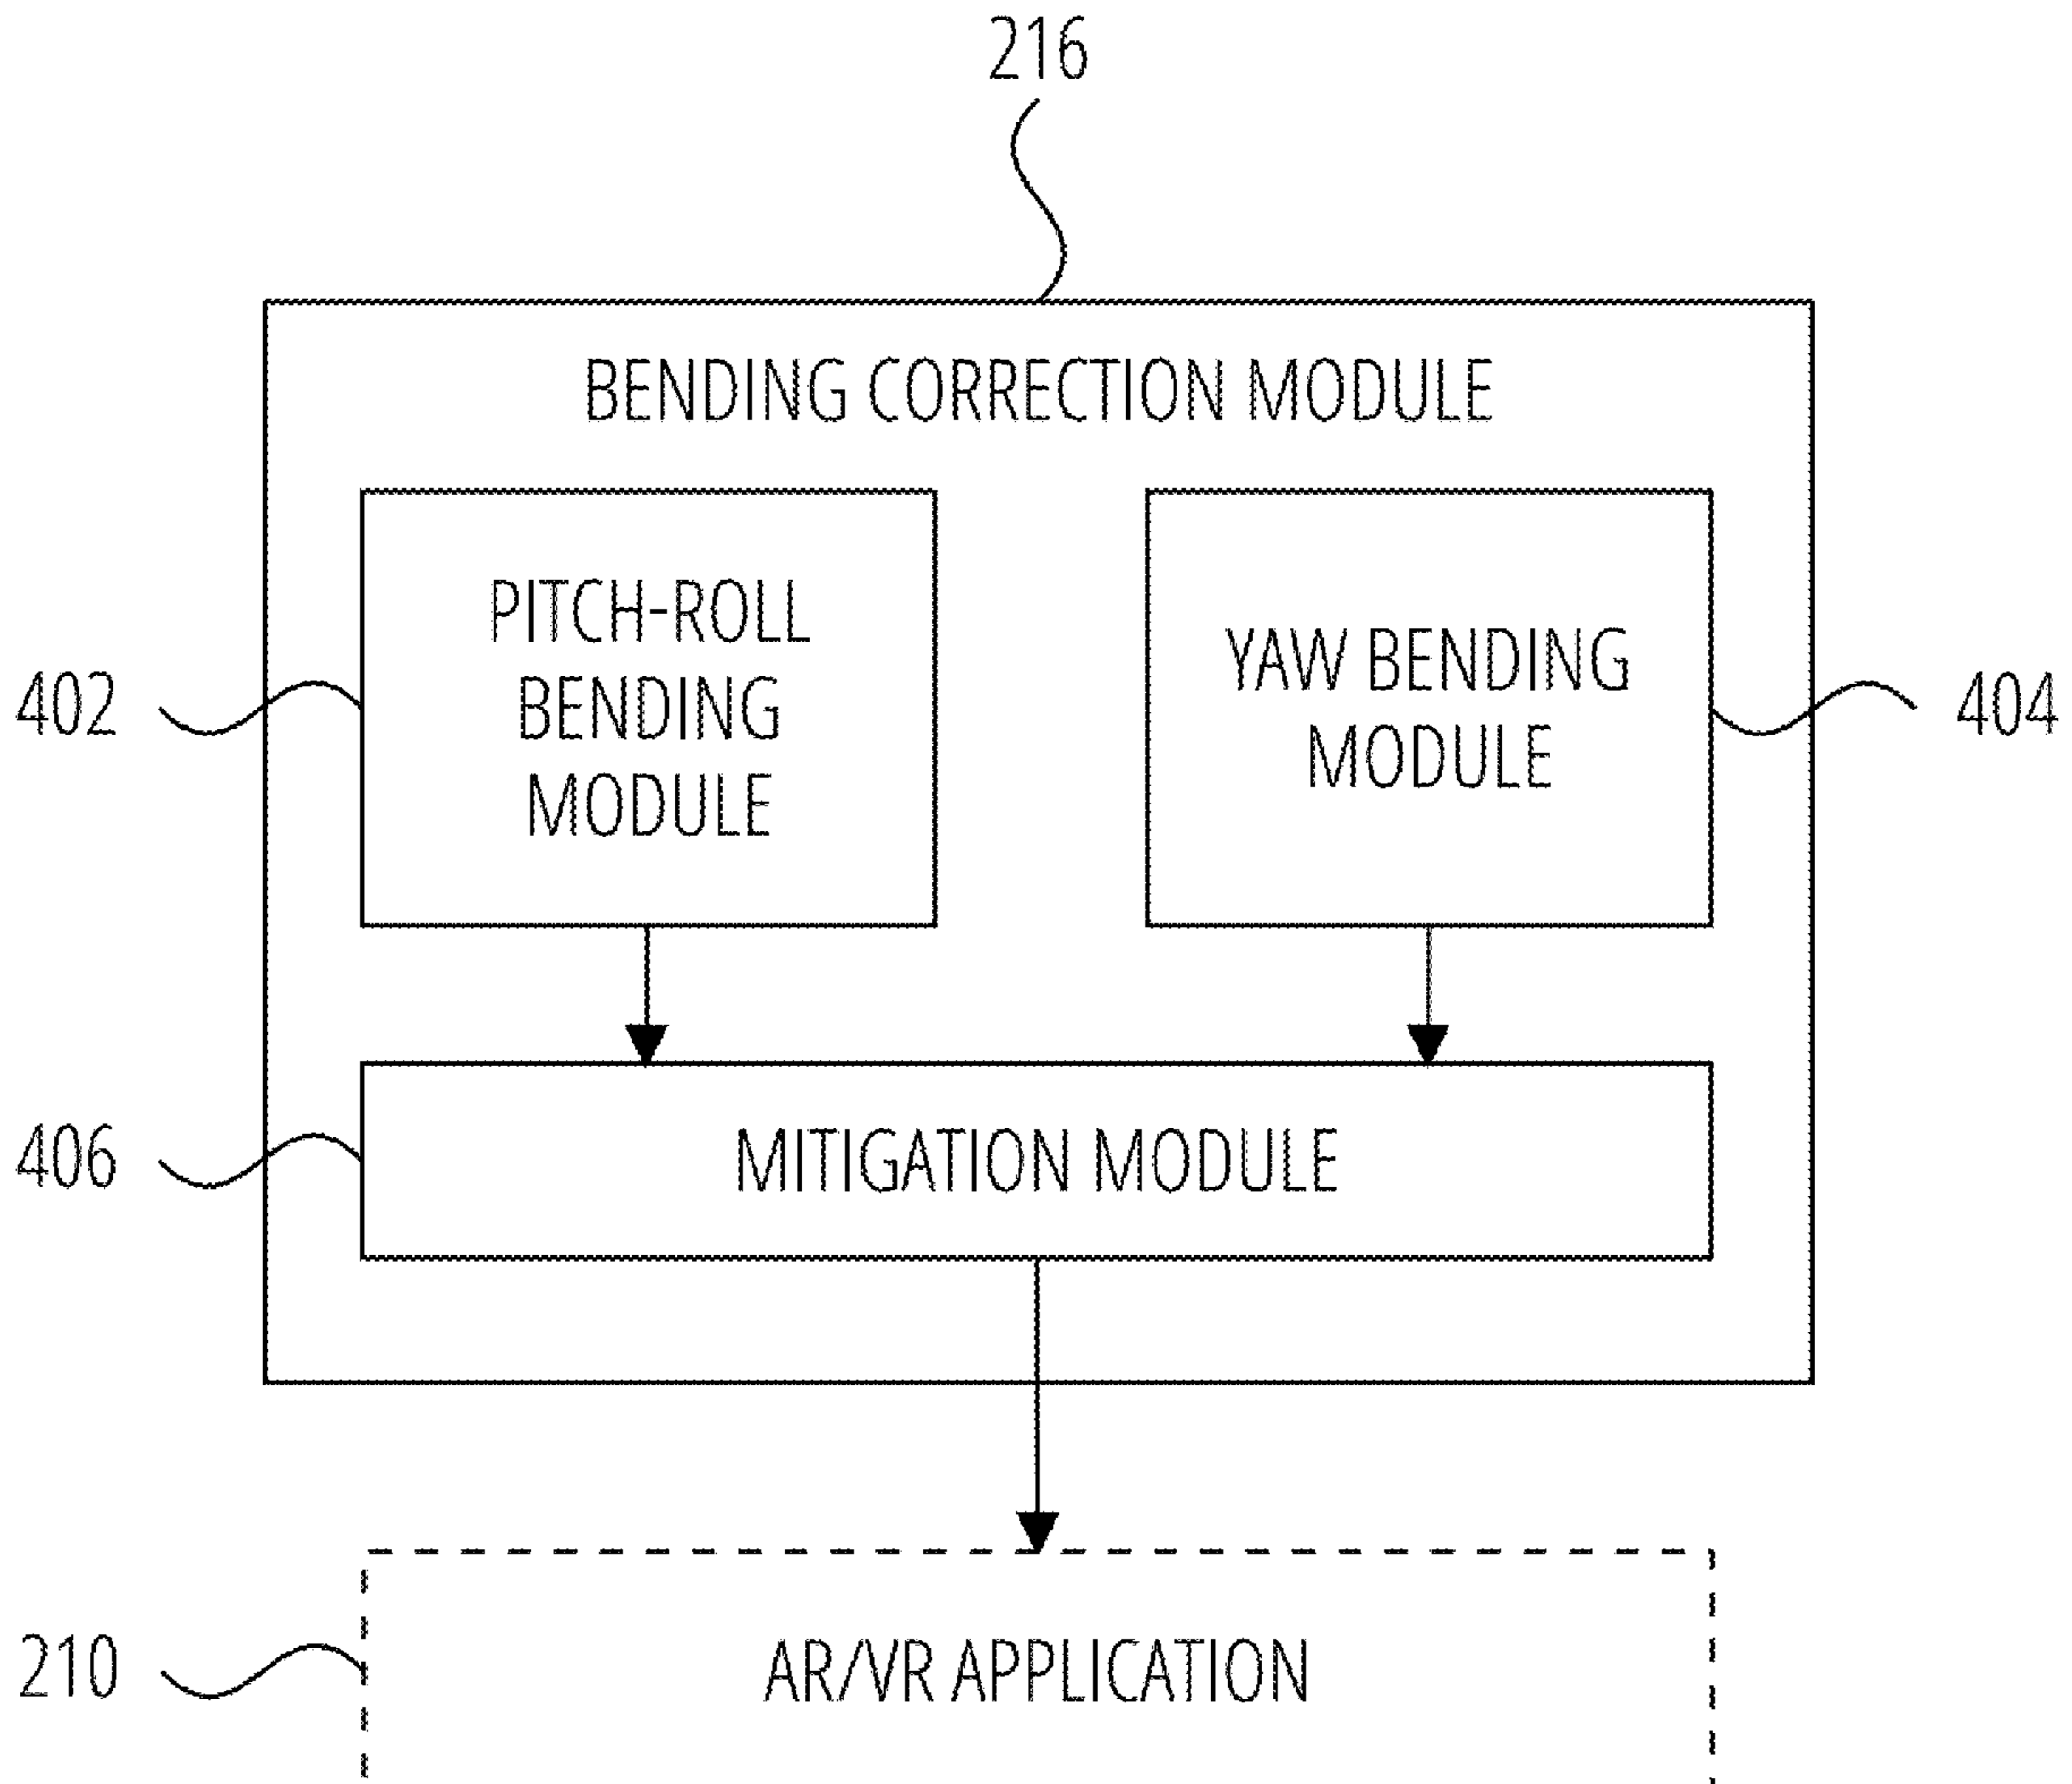 216
BENDING CORRECTION MODULE
PITCH-ROLL
BENDING
MODULE
YAW BENDING
MODULE
402
404
406
MITIGATION MODULE
210
AR/VR APPLICATION